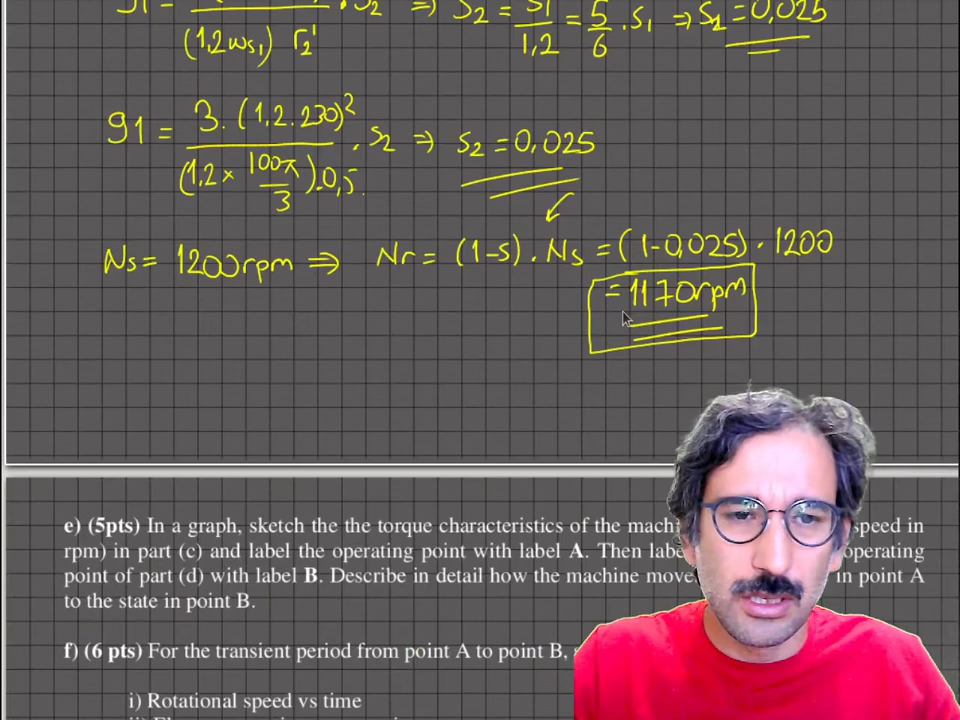 91 = (1,2 ws1) r2' · s2 ⇒ s2 = s1/1,2 = 5/6 · s1 ⇒ s2 = 0,025
91 = 3. (1,2. 230)² / (1,2 × 100π/3).0,5 . s2 ⇒ s2 = 0,025
Ns = 1200rpm ⇒ Nr = (1-s) . Ns = (1-0,025) · 1200
= 1170rpm
e) (5pts) In a graph, sketch the the torque characteristics of the mach speed in
rpm) in part (c) and label the operating point with label A. Then labe operating
point of part (d) with label B. Describe in detail how the machine move in point A
to the state in point B.
f) (6 pts) For the transient period from point A to point B,
i) Rotational speed vs time